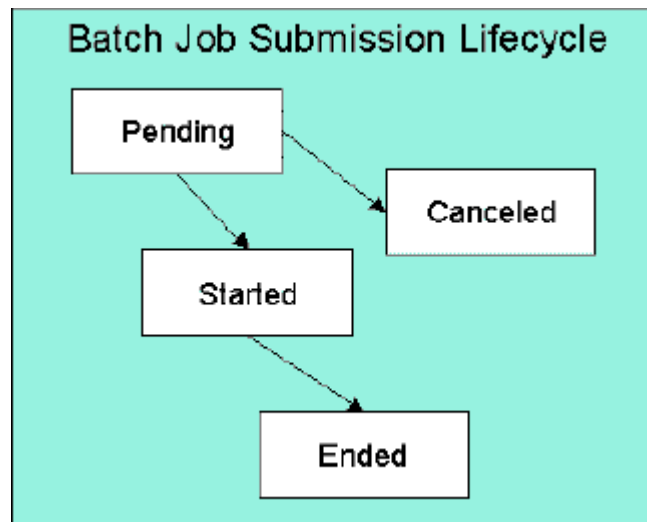 Batch Job Submission Lifecycle
Pending
Canceled
Started
Ended